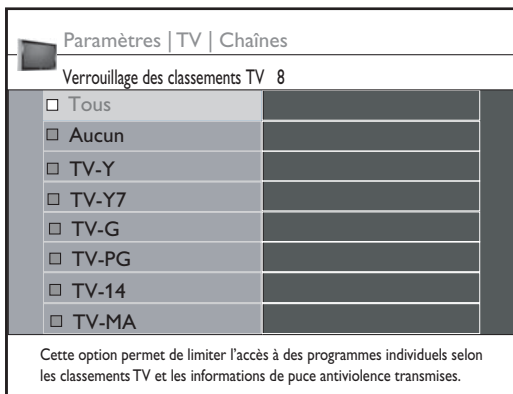 Paramètres | TV | Chaînes
Verrouillage des classements TV 8
Tous
Aucun
TV-Y
TV-Y7
TV-G
TV-PG
TV-14
TV-MA
Cette option permet de limiter l'accès à des programmes individuels selon
les classements TV et les informations de puce antiviolence transmises.